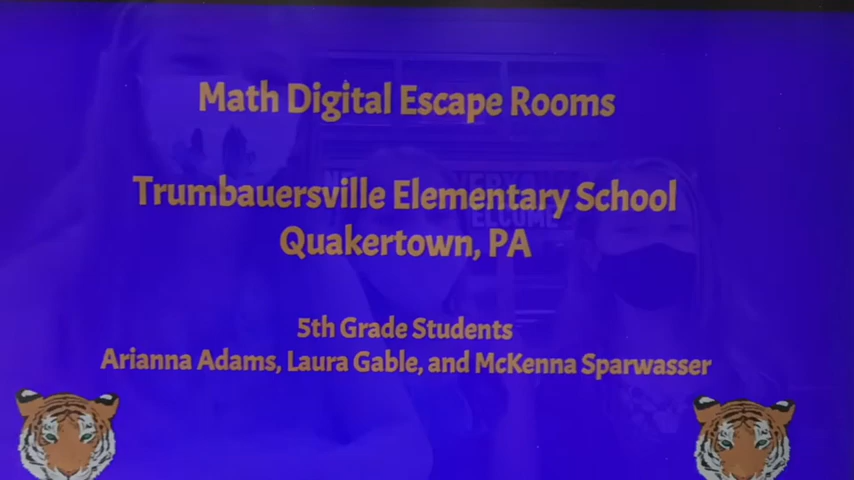 Math Digital Escape Rooms
Trumbauersville Elementary School
Quakertown, PA
5th Grade Students
Arianna Adams, Laura Gable, and McKenna Sparwasser
WELCOME